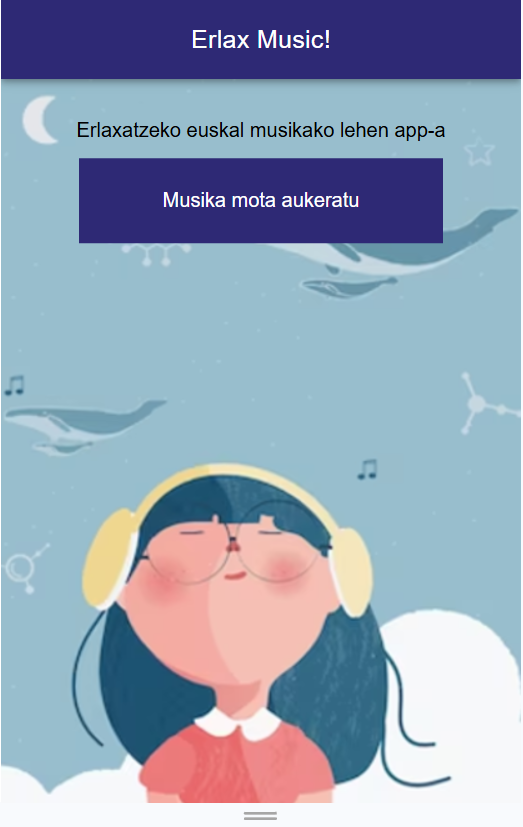 Erlax Music!
Erlaxatzeko euskal musikako lehen app-a
Musika mota aukeratu